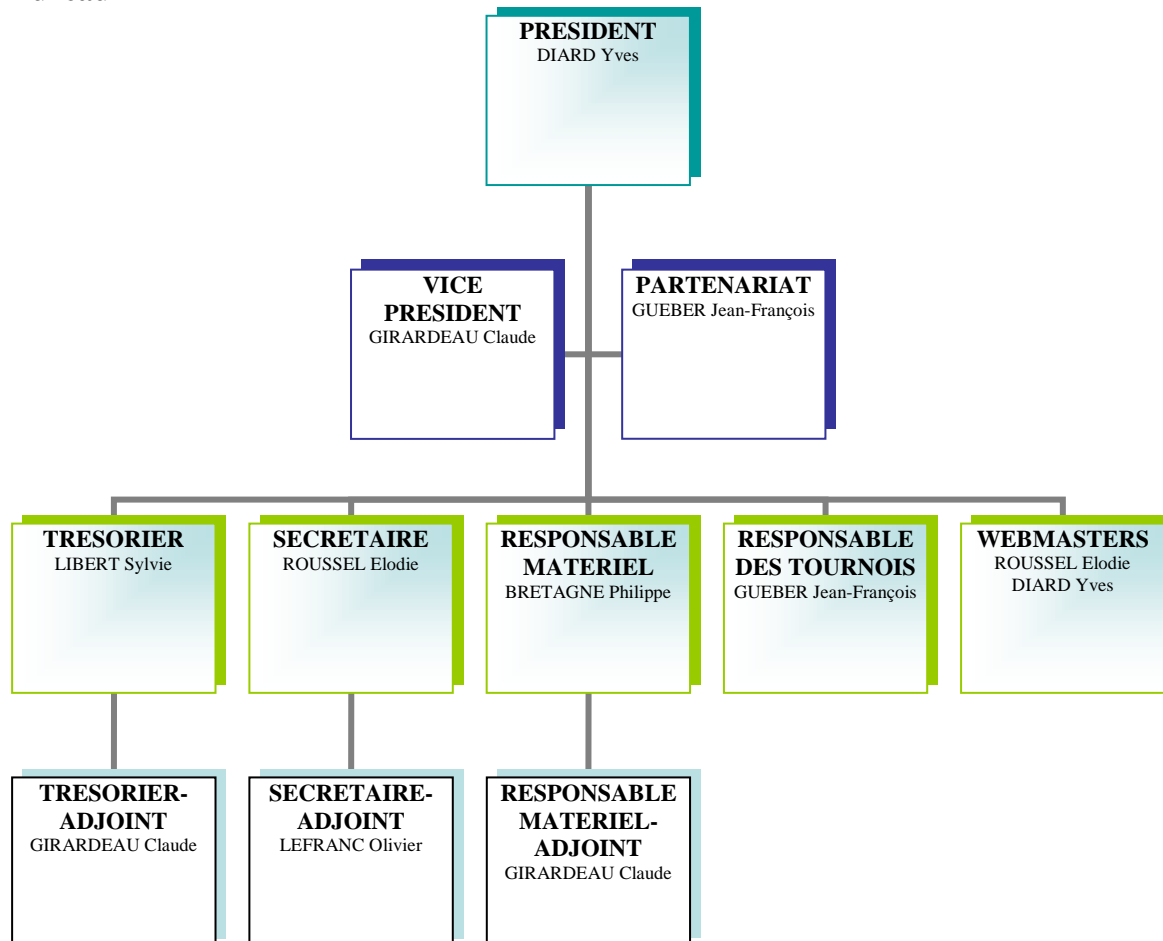 PRESIDENT
DIARD Yves
VICE
PRESIDENT
GIRARDEAU Claude
PARTENARIAT
GUEBER Jean-François
TRESORIER
LIBERT Sylvie
SECRETAIRE
ROUSSEL Elodie
RESPONSABLE
MATERIEL
BRETAGNE Philippe
RESPONSABLE
DES TOURNOIS
GUEBER Jean-François
WEBMASTERS
ROUSSEL Elodie
DIARD Yves
TRESORIER-
ADJOINT
GIRARDEAU Claude
SECRETAIRE-
ADJOINT
LEFRANC Olivier
RESPONSABLE
MATERIEL-
ADJOINT
GIRARDEAU Claude